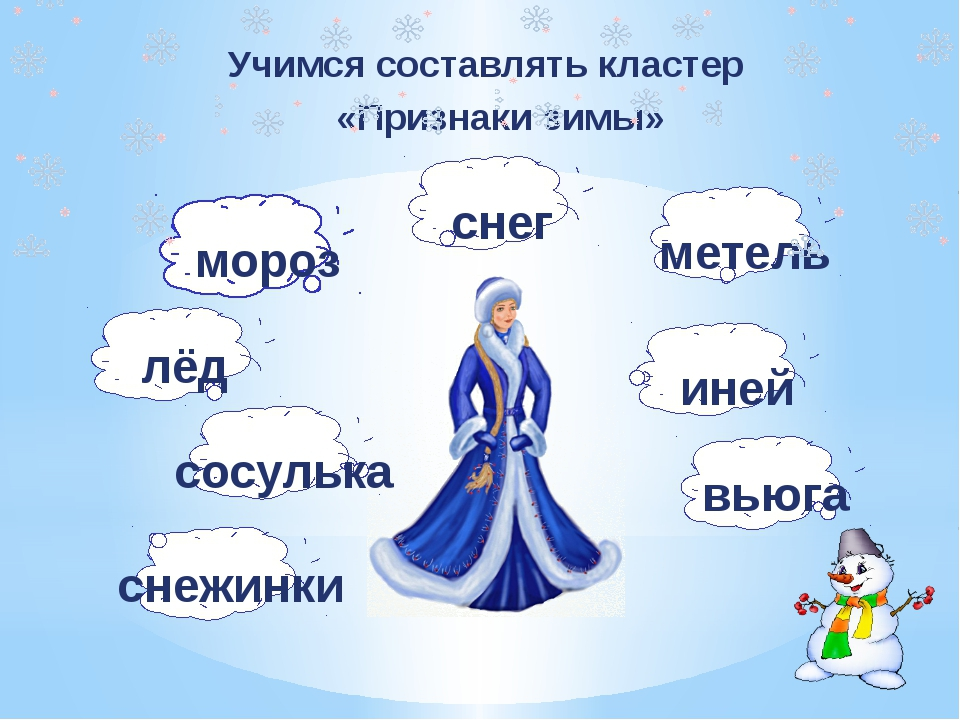 Учимся составлять кластер
«Признаки зимы»
снег
мороз
метель
лёд
иней
сосулька
вьюга
снежинки